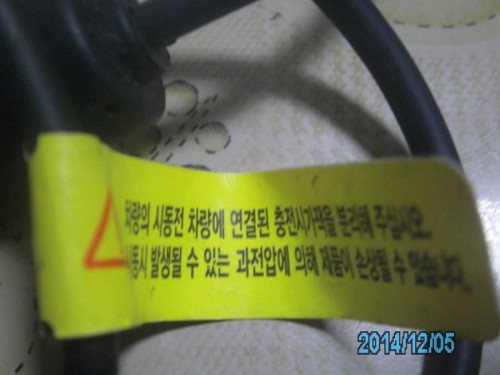 차량의 시동전 차량에 연결된 충전시가잭을 분리해 주십시오.
시동시 발생될 수 있는 과전압에 의해 제품이 손상될 수 있습니다.
2014/12/05